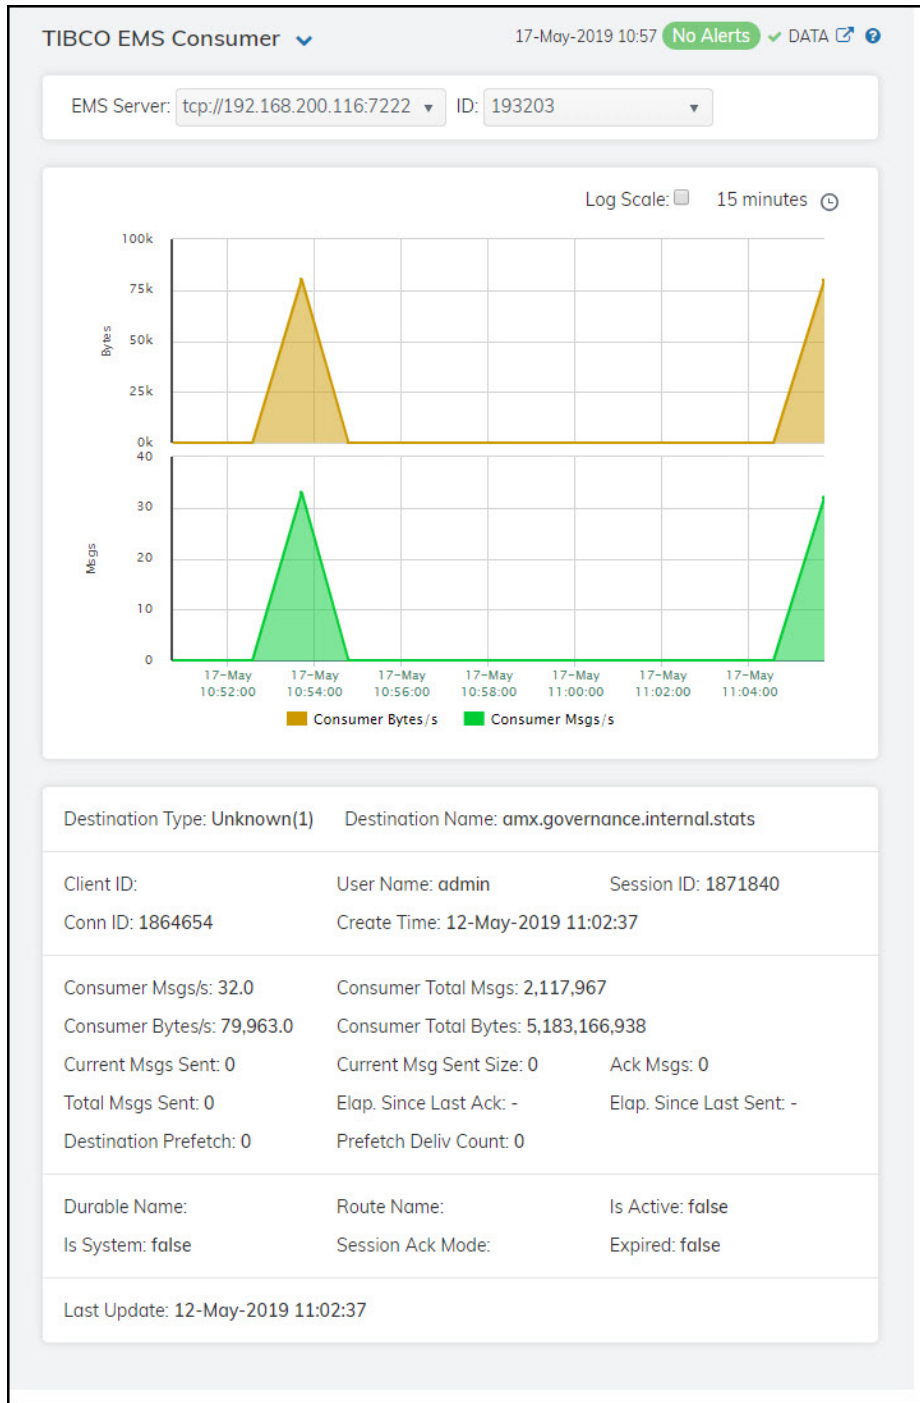 TIBCO EMS Consumer 17-May-2019 10:57 No Alerts DATA
EMS Server: tcp://192.168.200.116:7222 ID: 193203
Log Scale: 15 minutes
100k
75k
Bytes
50k
25k
0k
40
30
Msgs
20
10
0
17-May 17-May 17-May 17-May 17-May 17-May 17-May
10:52:00 10:54:00 10:56:00 10:58:00 11:00:00 11:02:00 11:04:00
Consumer Bytes/s Consumer Msgs/s
Destination Type: Unknown(1) Destination Name: amx.governance.internal.stats
Client ID: User Name: admin Session ID: 1871840
Conn ID: 1864654 Create Time: 12-May-2019 11:02:37
Consumer Msgs/s: 32.0 Consumer Total Msgs: 2,117,967
Consumer Bytes/s: 79,963.0 Consumer Total Bytes: 5,183,166,938
Current Msgs Sent: 0 Current Msg Sent Size: 0 Ack Msgs: 0
Total Msgs Sent: 0 Elap. Since Last Ack: - Elap. Since Last Sent: -
Destination Prefetch: 0 Prefetch Deliv Count: 0
Durable Name: Route Name: Is Active: false
Is System: false Session Ack Mode: Expired: false
Last Update: 12-May-2019 11:02:37